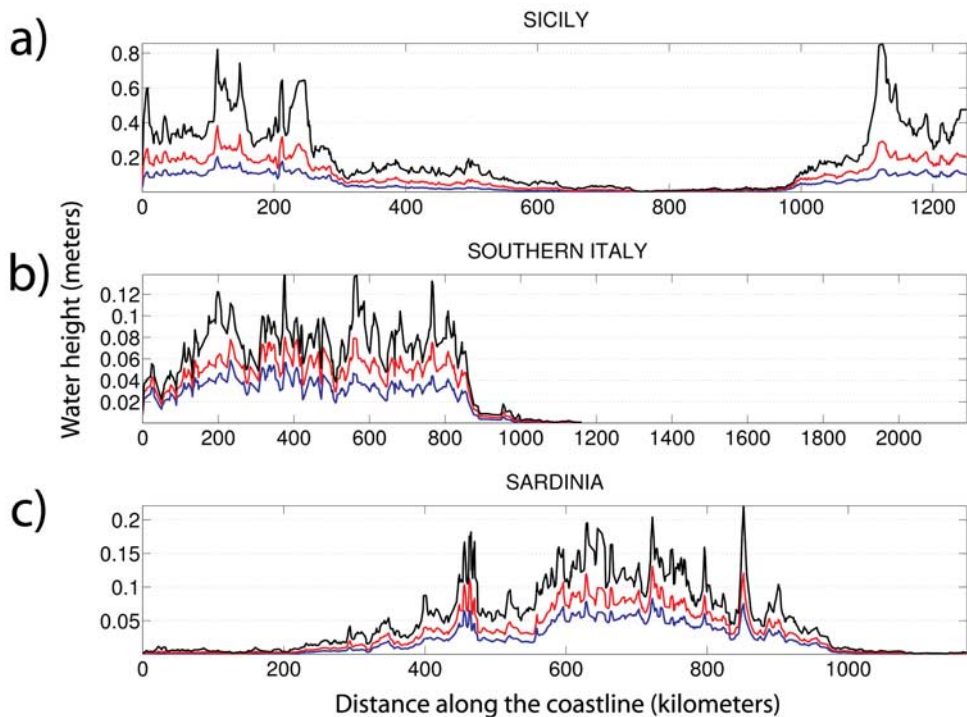 SICILY
a)
0.8
0.6
0.4
0.2
0 200 400 600 800 1000 1200
Water height (meters)
SOUTHERN ITALY
b)
0.12
0.1
0.08
0.06
0.04
0.02
0 200 400 600 800 1000 1200 1400 1600 1800 2000
SARDINIA
c)
0.2
0.15
0.1
0.05
0 200 400 600 800 1000
Distance along the coastline (kilometers)